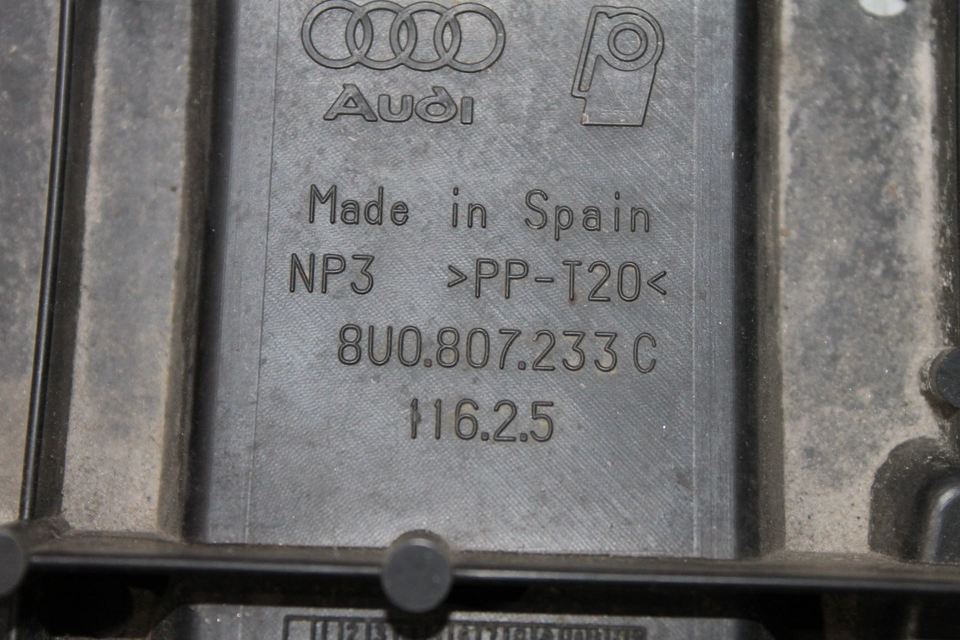 Audi
Made in Spain
NP3 >PP-T20<
8U0.807.233 C
116.2.5